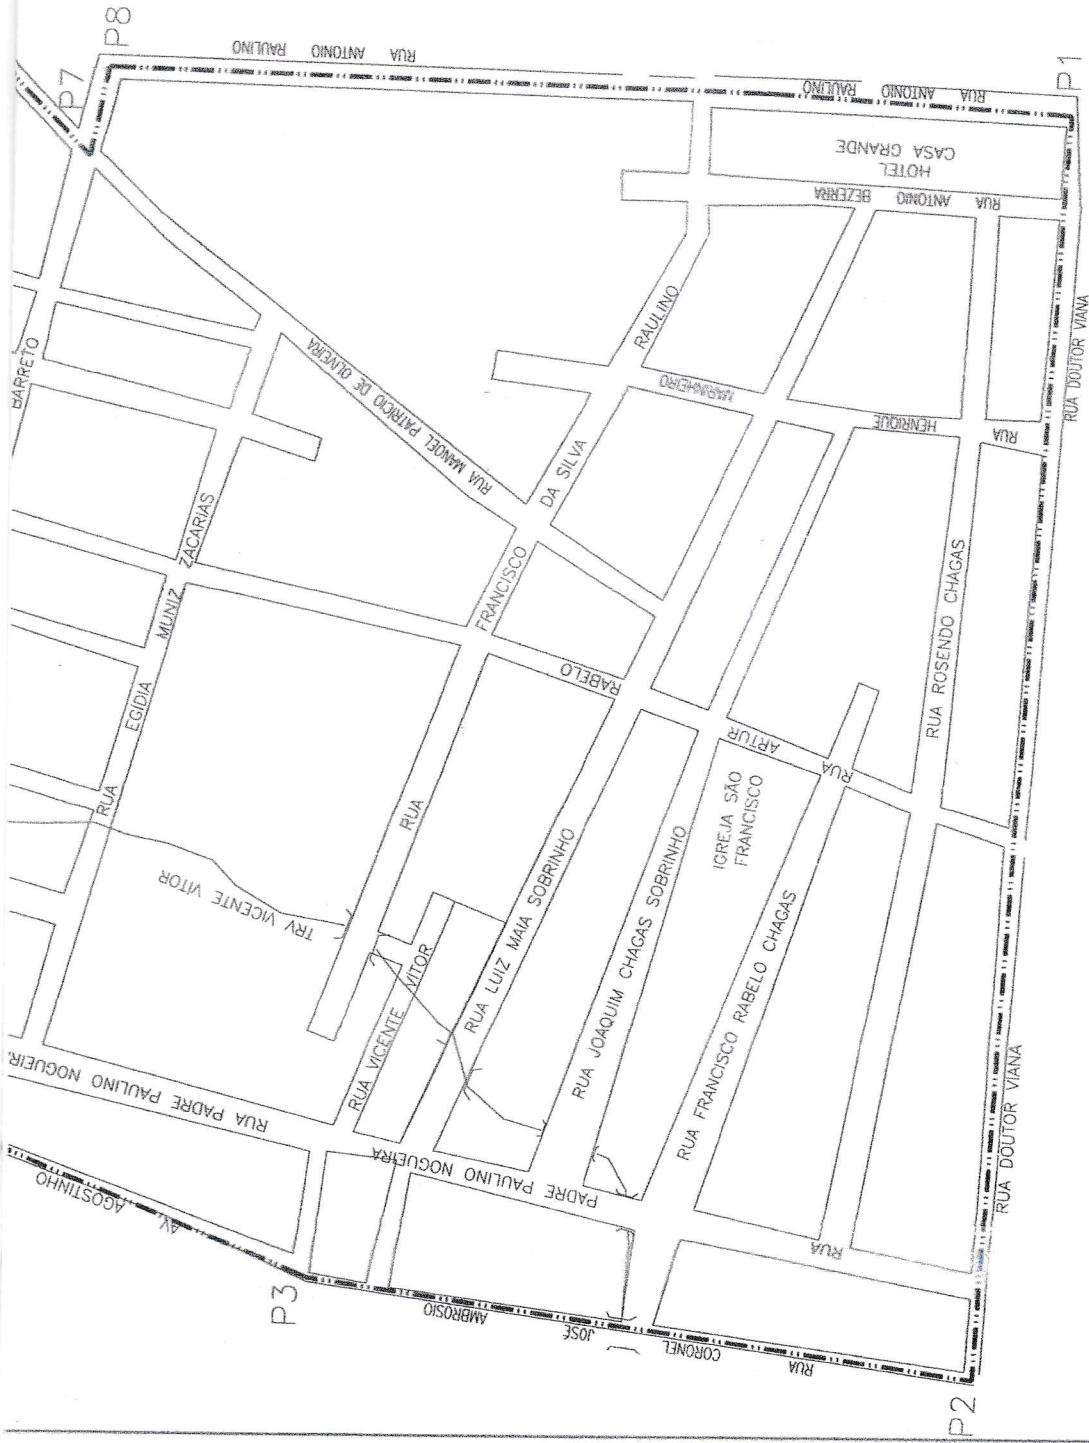 P8
P7
RUA ANTONIO RAULINO
RUA ANTONIO RAULINO
P1
HOTEL
CASA GRANDE
RUA ANTONIO BEZERRA
BARRETO
RUA MANOEL PATRICIO DE OLIVEIRA
RUA HENRIQUE MARINHEIRO
RUA DOUTOR VIANA
RUA FRANCISCO DA SILVA RAULINO
RUA EGÍDIA MUNIZ ZACARIAS
RUA ROSENDO CHAGAS
RUA ARTUR RABELO
IGREJA SÃO
FRANCISCO
TRV VICENTE VITOR
RUA VICENTE VITOR
RUA LUIZ MAIA SOBRINHO
RUA JOAQUIM CHAGAS SOBRINHO
RUA FRANCISCO RABELO CHAGAS
RUA PADRE PAULINO NOGUEIR
RUA PADRE PAULINO NOGUEIRA
RUA DOUTOR VIANA
AV. AGOSTINHO
P3
RUA CORONEL JOSÉ AMBROSIO
P2